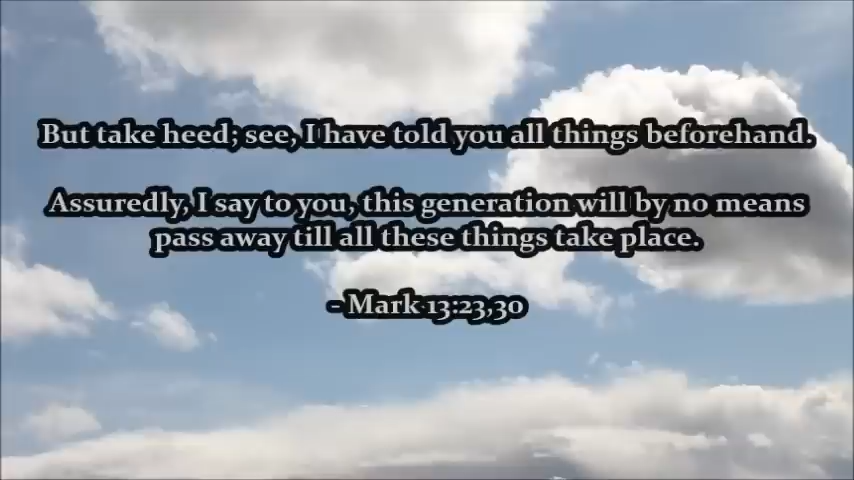 But take heed; see, I have told you all things beforehand.
Assuredly, I say to you, this generation will by no means
pass away till all these things take place.
- Mark 13:23,30